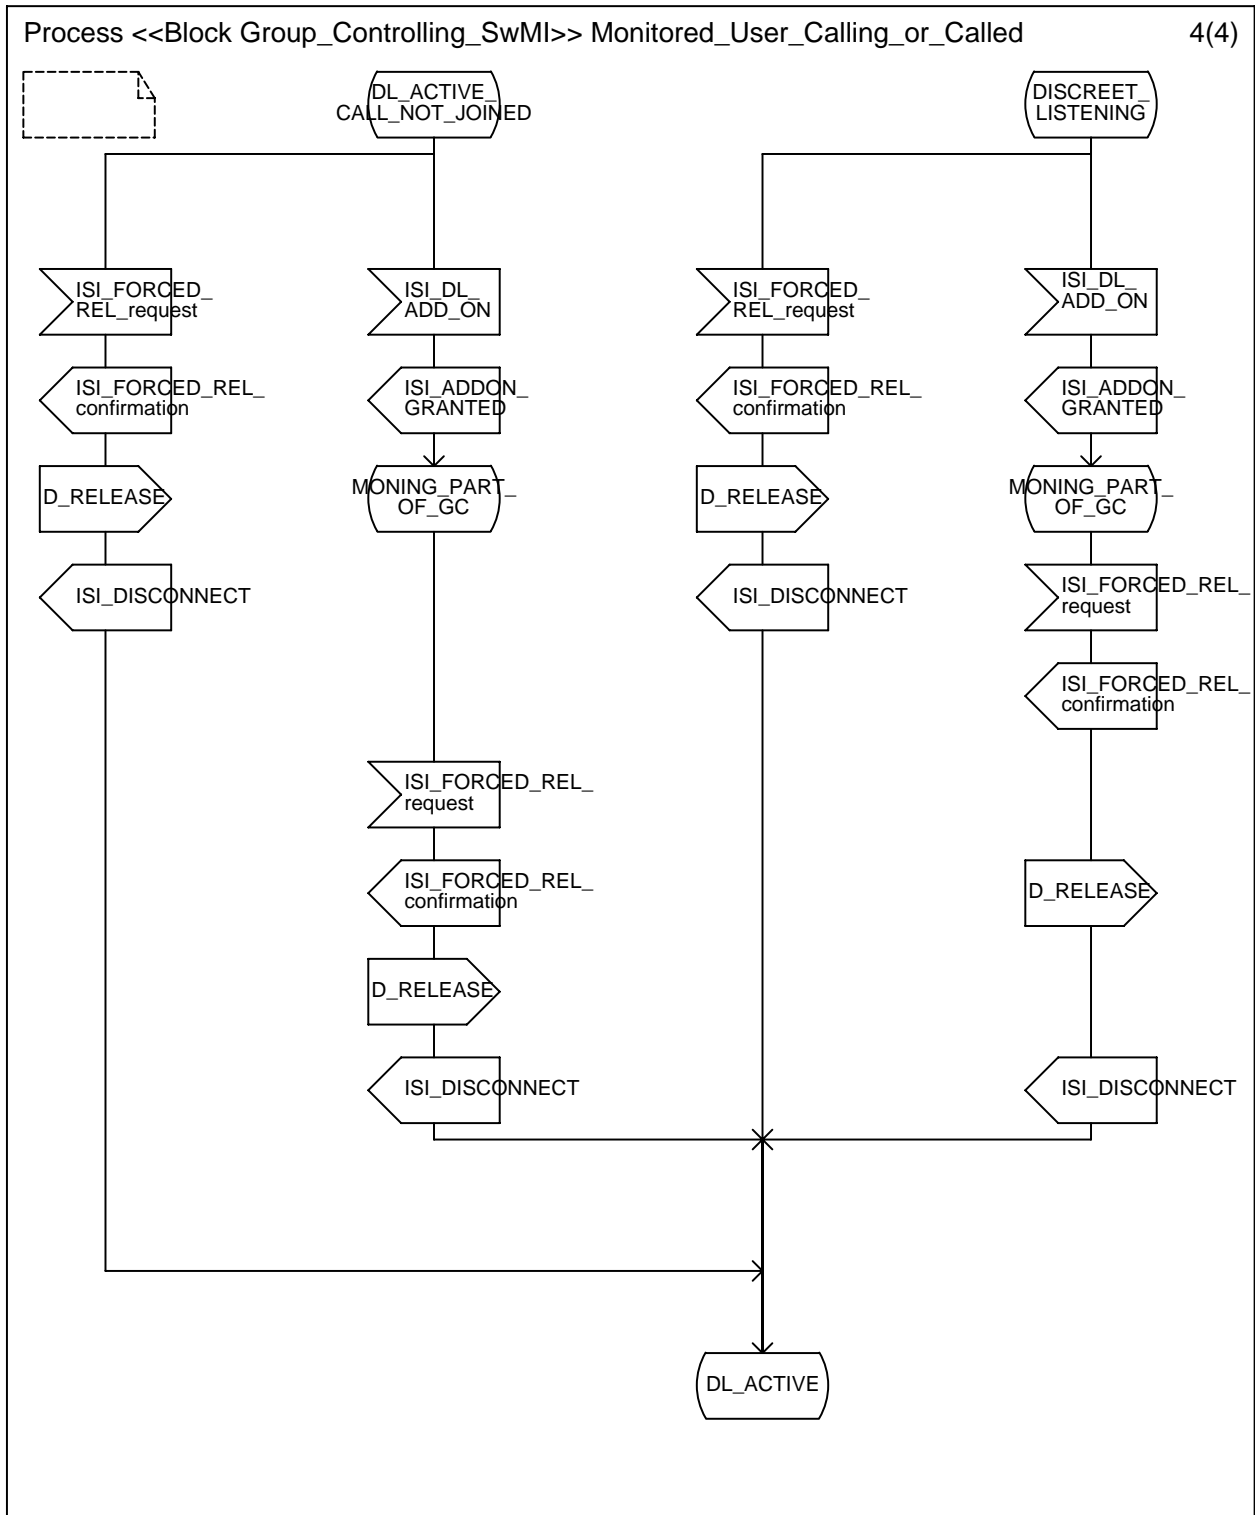 Process <<Block Group_Controlling_SwMI>> Monitored_User_Calling_or_Called 4(4)
DL_ACTIVE_
CALL_NOT_JOINED
DISCREET_
LISTENING
ISI_FORCED_
REL_request
ISI_DL_
ADD_ON
ISI_FORCED_
REL_request
ISI_DL_
ADD_ON
ISI_FORCED_REL_
confirmation
ISI_ADDON_
GRANTED
ISI_FORCED_REL_
confirmation
ISI_ADDON_
GRANTED
D_RELEASE
MONING_PART_
OF_GC
D_RELEASE
MONING_PART_
OF_GC
ISI_DISCONNECT
ISI_DISCONNECT
ISI_FORCED_REL_
request
ISI_FORCED_REL_
confirmation
ISI_FORCED_REL_
request
ISI_FORCED_REL_
confirmation
D_RELEASE
D_RELEASE
ISI_DISCONNECT
ISI_DISCONNECT
DL_ACTIVE